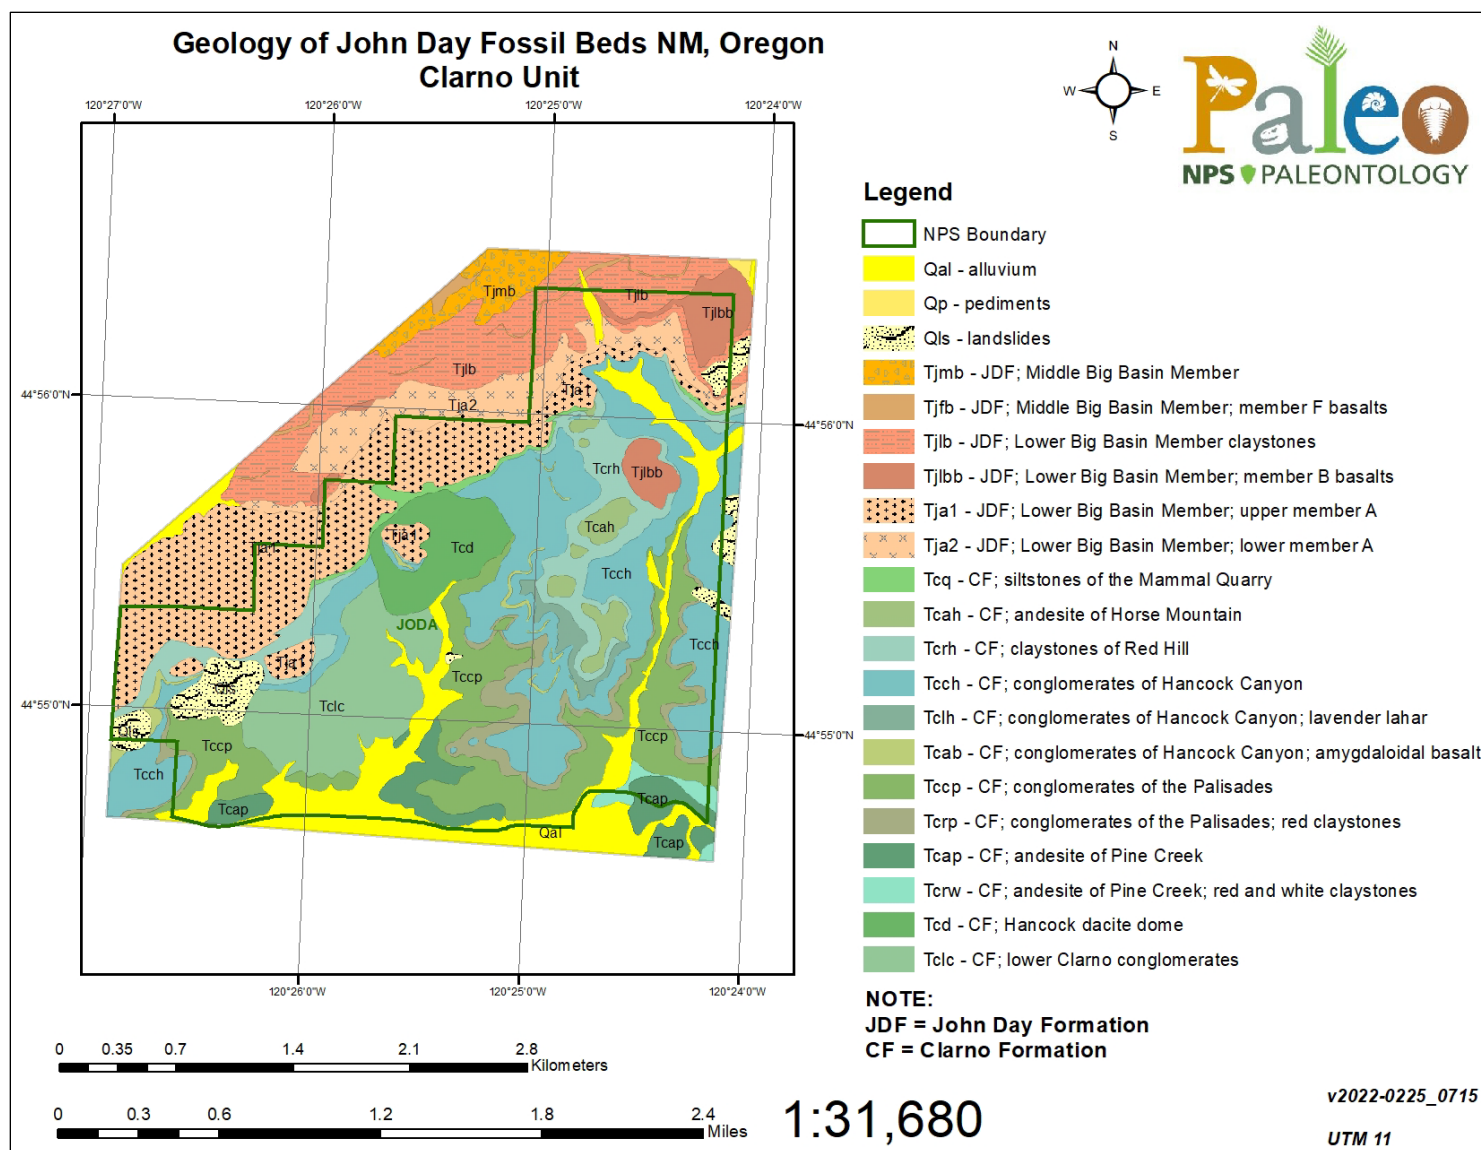 Geology of John Day Fossil Beds NM, Oregon
Clarno Unit
N
W E
S
Paleo
NPS PALEONTOLOGY
120°27'0"W 120°26'0"W 120°25'0"W 120°24'0"W
Tjmb
Tjlb
Tjlbb
Tjlb
44°56'0"N
Tja1
Tja2
44°56'0"N
Tcrh
Tjlbb
Tcah
Tja1
Tja1
Tcd
Tcch
JODA
Tcch
Tja1
Tccp
Qls
44°55'0"N
Tclc
Qls
Tccp
Tccp
44°55'0"N
Tcch
Tcap
Tcap
Qal
Tcap
120°26'0"W 120°25'0"W 120°24'0"W
Legend
NPS Boundary
Qal - alluvium
Qp - pediments
Qls - landslides
Tjmb - JDF; Middle Big Basin Member
Tjfb - JDF; Middle Big Basin Member; member F basalts
Tjlb - JDF; Lower Big Basin Member claystones
Tjlbb - JDF; Lower Big Basin Member; member B basalts
Tja1 - JDF; Lower Big Basin Member; upper member A
Tja2 - JDF; Lower Big Basin Member; lower member A
Tcq - CF; siltstones of the Mammal Quarry
Tcah - CF; andesite of Horse Mountain
Tcrh - CF; claystones of Red Hill
Tcch - CF; conglomerates of Hancock Canyon
Tclh - CF; conglomerates of Hancock Canyon; lavender lahar
Tcab - CF; conglomerates of Hancock Canyon; amygdaloidal basalt
Tccp - CF; conglomerates of the Palisades
Tcrp - CF; conglomerates of the Palisades; red claystones
Tcap - CF; andesite of Pine Creek
Tcrw - CF; andesite of Pine Creek; red and white claystones
Tcd - CF; Hancock dacite dome
Tclc - CF; lower Clarno conglomerates
NOTE:
JDF = John Day Formation
CF = Clarno Formation
0 0.35 0.7 1.4 2.1 2.8
Kilometers
0 0.3 0.6 1.2 1.8 2.4
Miles
1:31,680
v2022-0225_0715
UTM 11